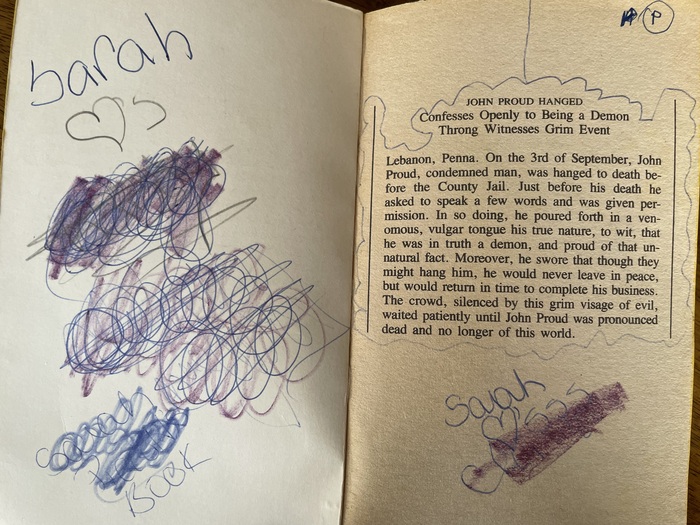 Sarah
BOOK
P
JOHN PROUD HANGED
Confesses Openly to Being a Demon
Throng Witnesses Grim Event
Lebanon, Penna. On the 3rd of September, John
Proud, condemned man, was hanged to death be-
fore the County Jail. Just before his death he
asked to speak a few words and was given per-
mission. In so doing, he poured forth in a ven-
omous, vulgar tongue his true nature, to wit, that
he was in truth a demon, and proud of that un-
natural fact. Moreover, he swore that though they
might hang him, he would never leave in peace,
but would return in time to complete his business.
The crowd, silenced by this grim visage of evil,
waited patiently until John Proud was pronounced
dead and no longer of this world.
Sarah